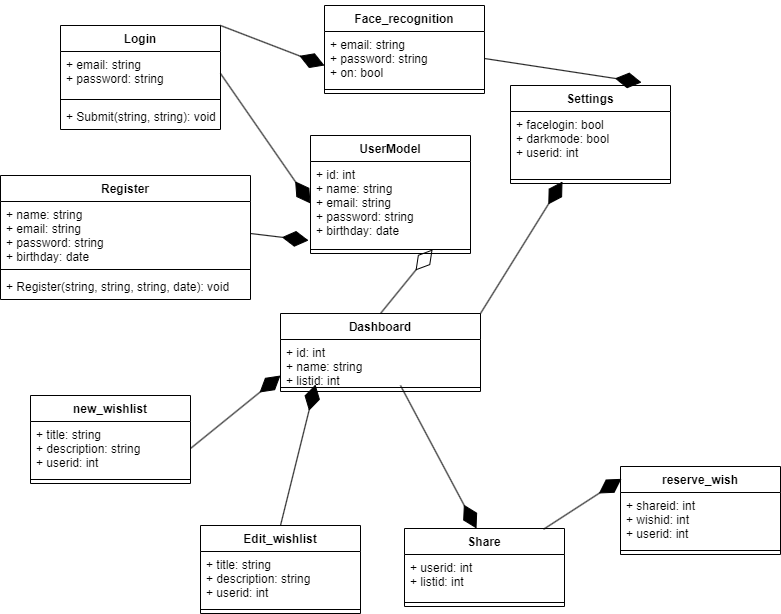 Face_recognition
+ email: string
+ password: string
+ on: bool
Login
+ email: string
+ password: string
+ Submit(string, string): void
Settings
+ facelogin: bool
+ darkmode: bool
+ userid: int
UserModel
+ id: int
+ name: string
+ email: string
+ password: string
+ birthday: date
Register
+ name: string
+ email: string
+ password: string
+ birthday: date
+ Register(string, string, string, date): void
Dashboard
+ id: int
+ name: string
+ listid: int
new_wishlist
+ title: string
+ description: string
+ userid: int
Edit_wishlist
+ title: string
+ description: string
+ userid: int
Share
+ userid: int
+ listid: int
reserve_wish
+ shareid: int
+ wishid: int
+ userid: int